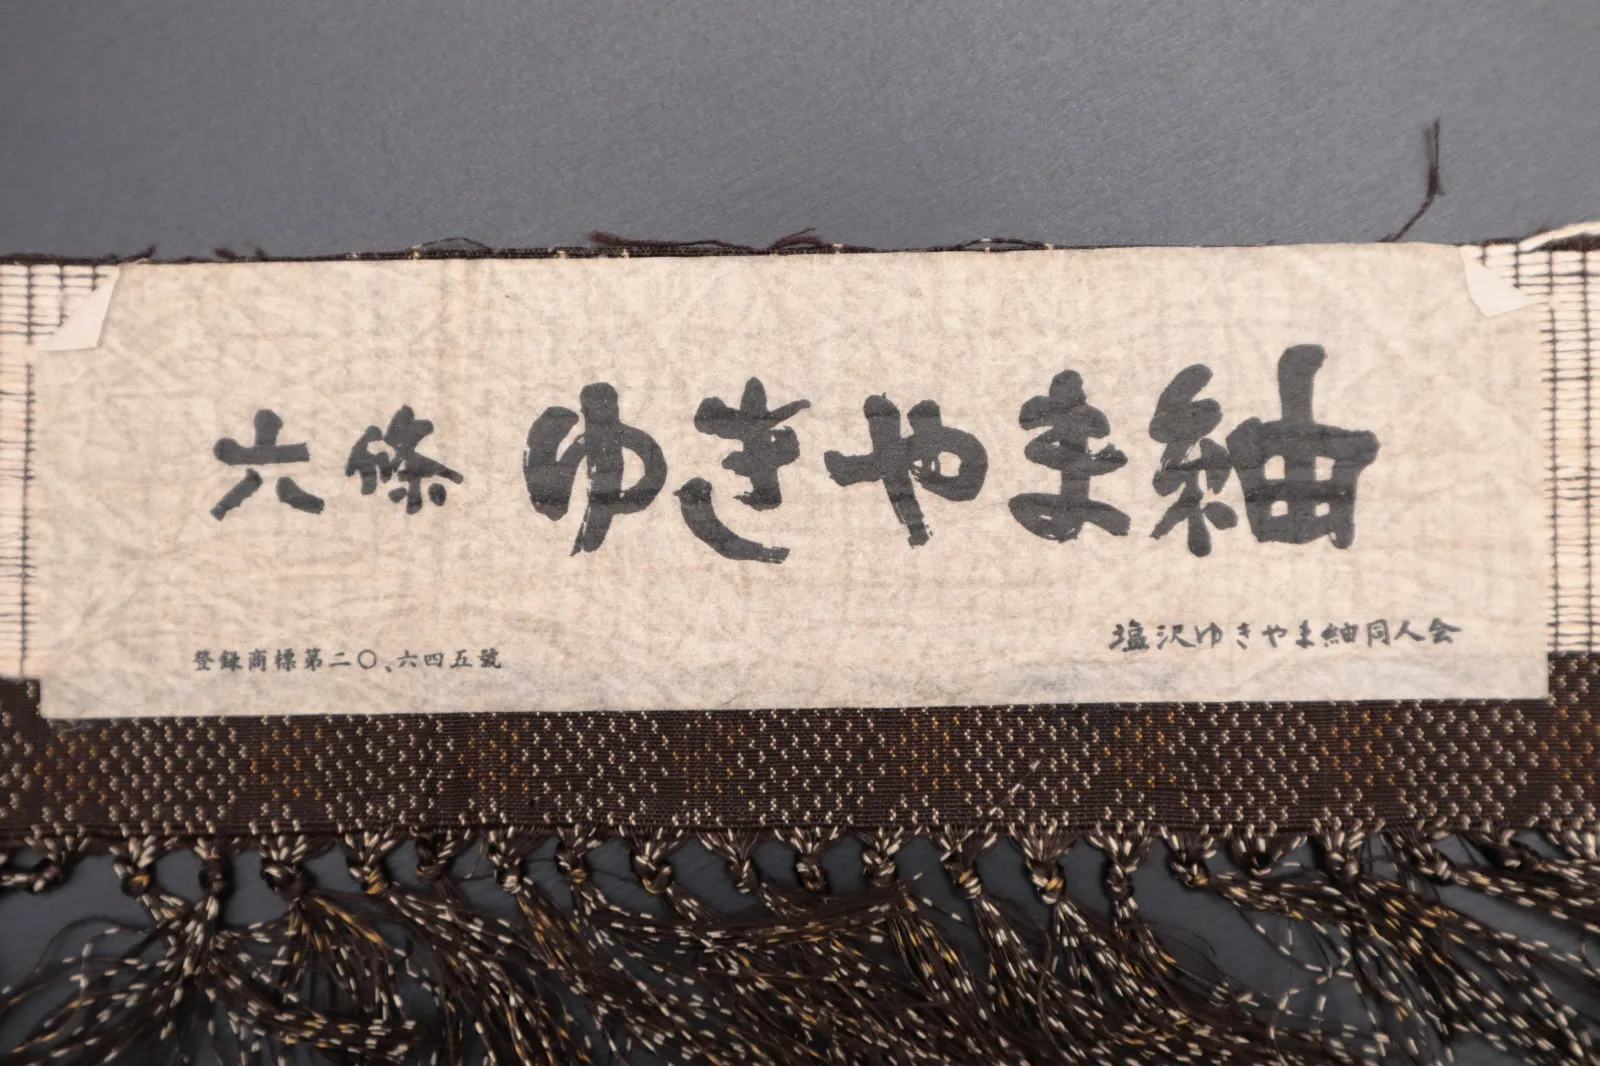 六條 ゆきやま紬
塩沢ゆきやま紬同人会
登録商標第二〇、六四五號